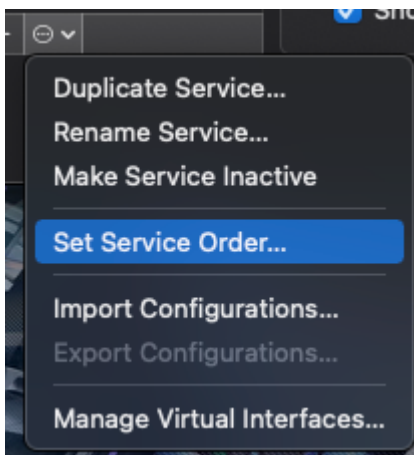 Duplicate Service...
Rename Service...
Make Service Inactive
Set Service Order...
Import Configurations...
Export Configurations...
Manage Virtual Interfaces...